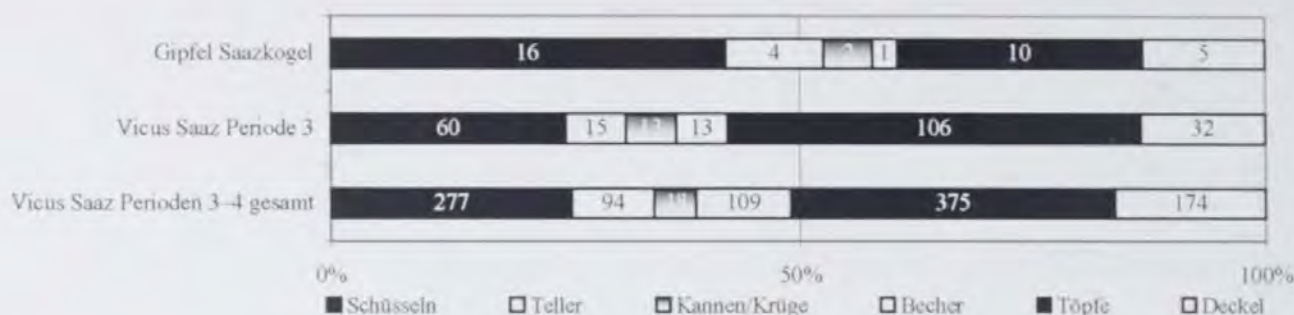 Gipfel Saazkogel 16 4 2 1 10 5
Vicus Saaz Periode 3 60 15 13 106 32
Vicus Saaz Perioden 3–4 gesamt 277 94 109 375 174
0% 50% 100%
Schüsseln Teller Kannen/Krüge Becher Töpfe Deckel